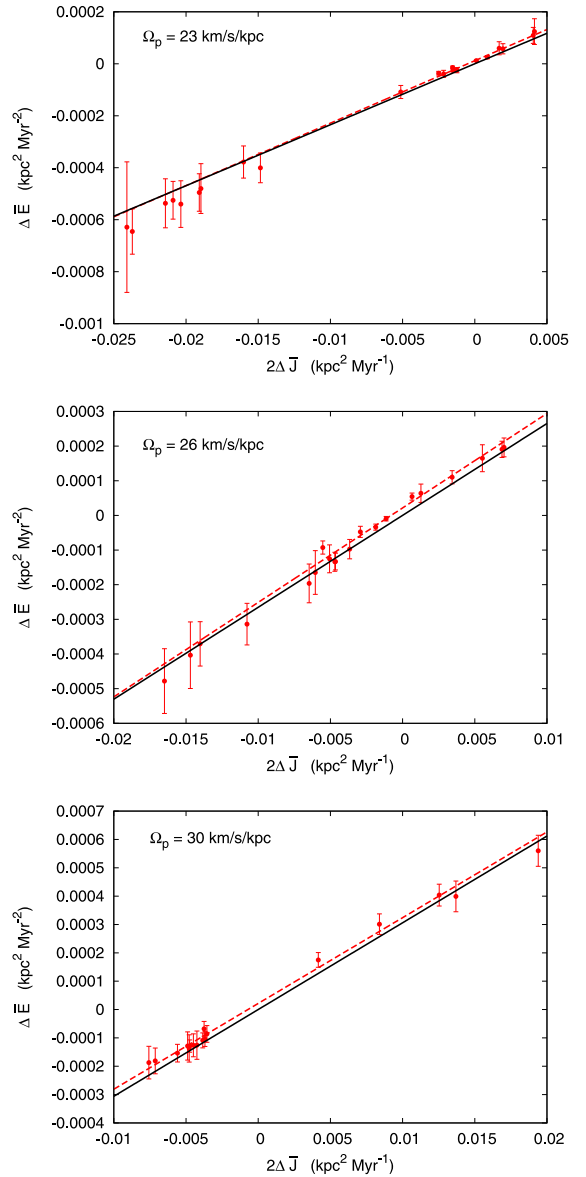 0.0002
0
-0.0002
-0.0004
-0.0006
-0.0008
-0.001
Ωp = 23 km/s/kpc
Δ E̅ (kpc² Myr⁻²)
-0.025 -0.02 -0.015 -0.01 -0.005 0 0.005
2Δ J̅ (kpc² Myr⁻¹)
0.0003
0.0002
0.0001
0
-0.0001
-0.0002
-0.0003
-0.0004
-0.0005
-0.0006
Ωp = 26 km/s/kpc
Δ E̅ (kpc² Myr⁻²)
-0.02 -0.015 -0.01 -0.005 0 0.005 0.01
2Δ J̅ (kpc² Myr⁻¹)
0.0007
0.0006
0.0005
0.0004
0.0003
0.0002
0.0001
0
-0.0001
-0.0002
-0.0003
-0.0004
Ωp = 30 km/s/kpc
Δ E̅ (kpc² Myr⁻²)
-0.01 -0.005 0 0.005 0.01 0.015 0.02
2Δ J̅ (kpc² Myr⁻¹)